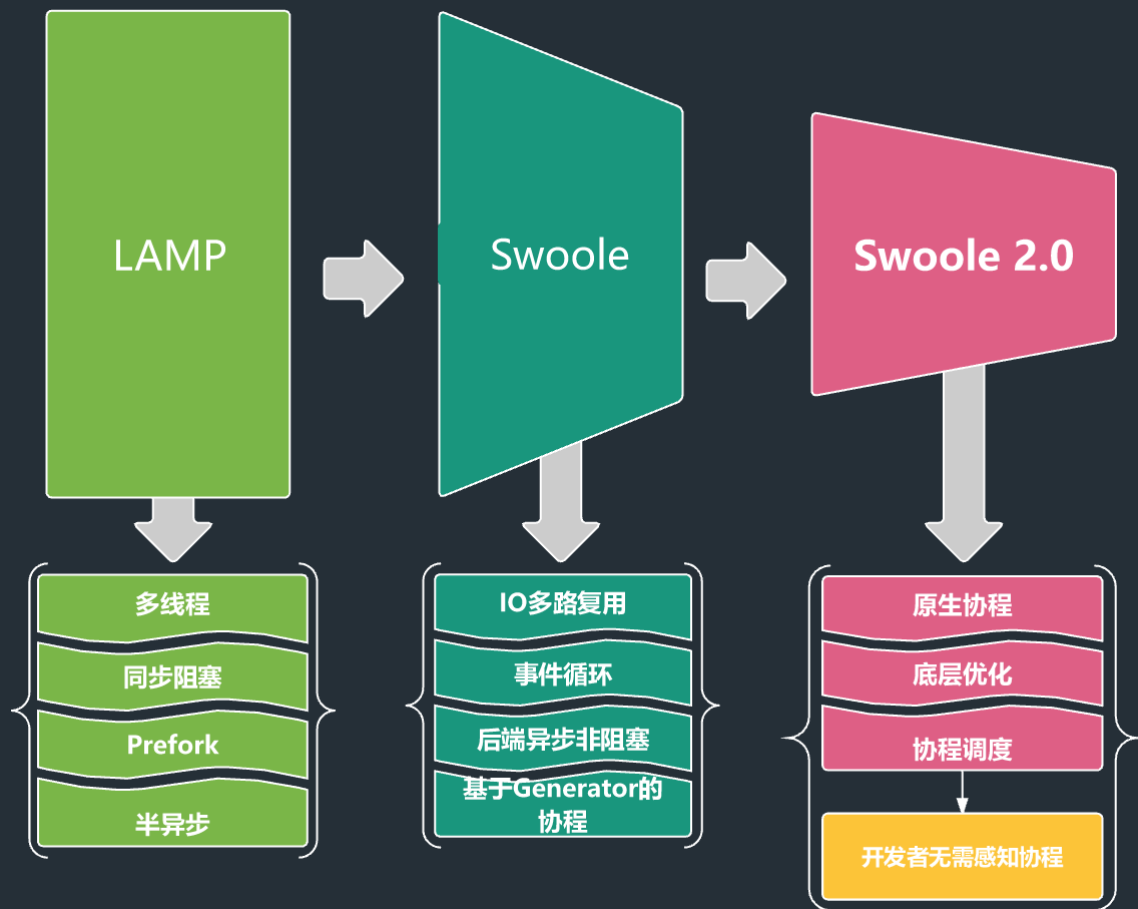 LAMP
Swoole
Swoole 2.0
多线程
同步阻塞
Prefork
半异步
IO多路复用
事件循环
后端异步非阻塞
基于Generator的
协程
原生协程
底层优化
协程调度
开发者无需感知协程